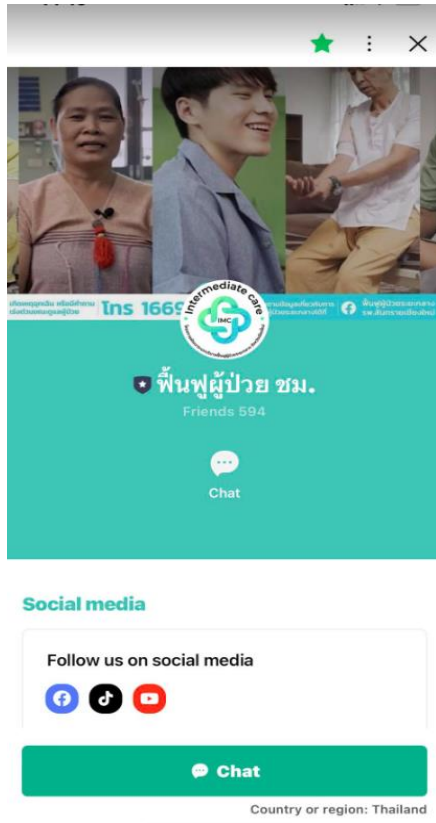 โทร 1669
Intermediate care
IMC
ฟื้นฟูผู้ป่วย ชม.
Friends 594
Chat
Social media
Follow us on social media
Chat
Country or region: Thailand